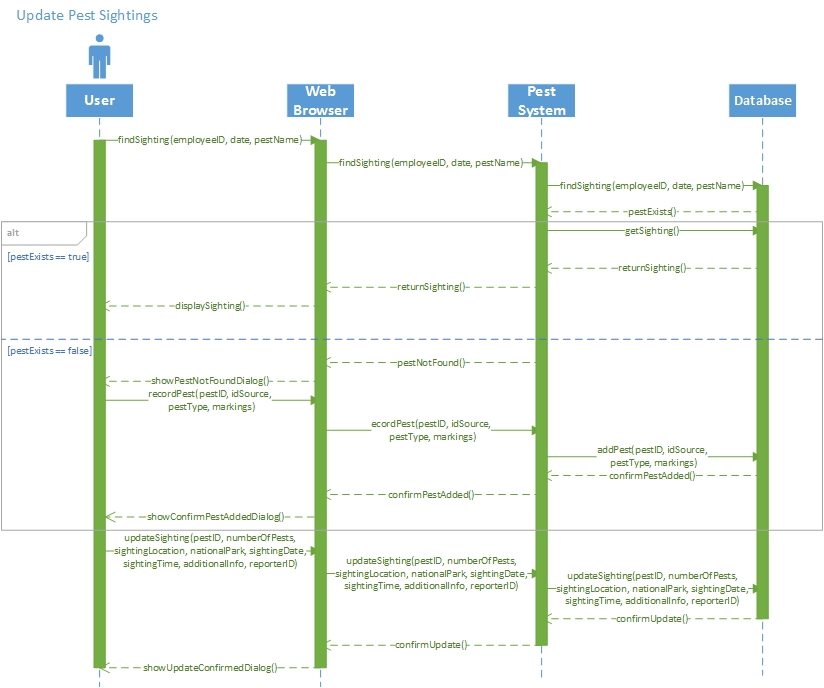 Update Pest Sightings
User
Web
Browser
Pest
System
Database
findSighting(employeeID, date, pestName)
findSighting(employeeID, date, pestName)
findSighting(employeeID, date, pestName)
pestExists()
alt
getSighting()
[pestExists == true]
returnSighting()
returnSighting()
displaySighting()
[pestExists == false]
pestNotFound()
showPestNotFoundDialog()
recordPest(pestID, idSource,
pestType, markings)
ecordPest(pestID, idSource,
pestType, markings)
addPest(pestID, idSource,
pestType, markings)
confirmPestAdded()
confirmPestAdded()
showConfirmPestAddedDialog()
updateSighting(pestID, numberOfPests,
sightingLocation, nationalPark, sightingDate,
sightingTime, additionalInfo, reporterID)
updateSighting(pestID, numberOfPests,
sightingLocation, nationalPark, sightingDate,
sightingTime, additionalInfo, reporterID)
updateSighting(pestID, numberOfPests,
sightingLocation, nationalPark, sightingDate,
sightingTime, additionalInfo, reporterID)
confirmUpdate()
confirmUpdate()
showUpdateConfirmedDialog()